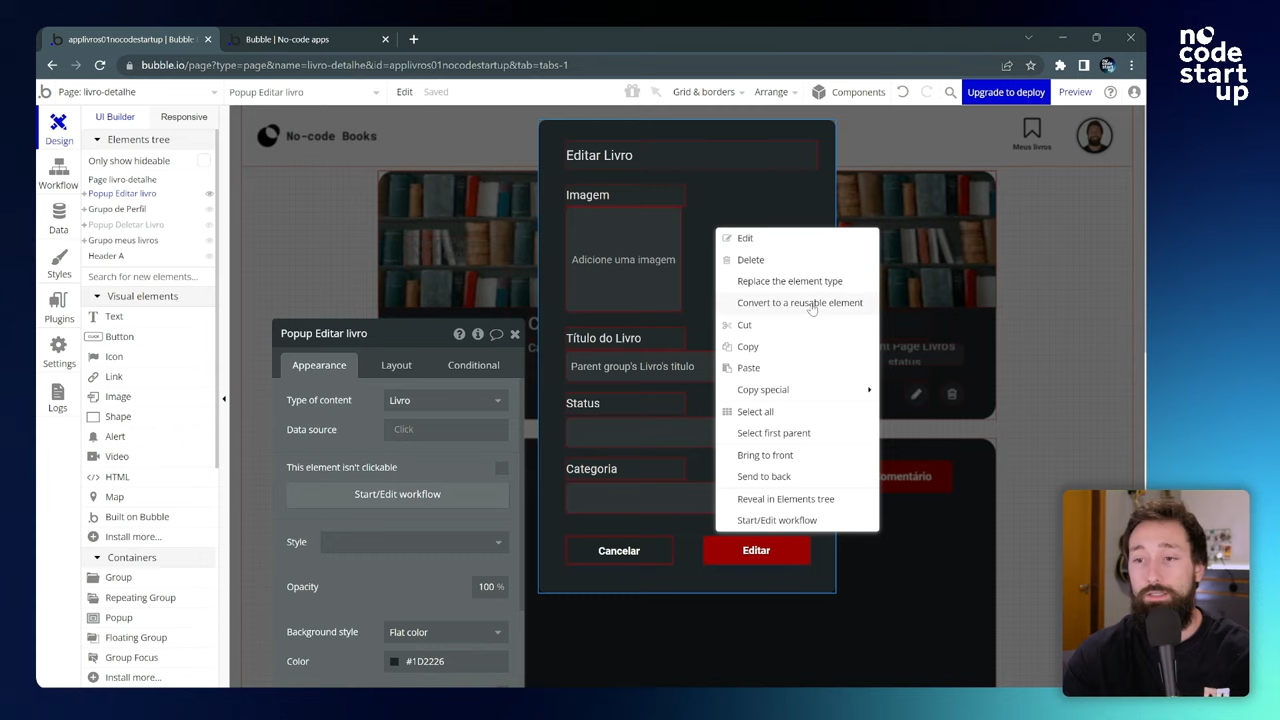 no
code
start
up
applivros01nocodestartup | Bubble
Bubble | No-code apps
bubble.io/page?type=page&name=livro-detalhe&id=applivros01nocodestartup&tab=tabs-1
Page: livro-detalhe
Popup Editar livro
Edit
Saved
Grid & borders
Arrange
Components
Upgrade to deploy
Preview
UI Builder
Responsive
Design
Workflow
Data
Styles
Plugins
Settings
Logs
Elements tree
Only show hideable
Page livro-detalhe
Popup Editar livro
Grupo de Perfil
Popup Deletar Livro
Grupo meus livros
Header A
Search for new elements...
Visual elements
Text
Button
CLICK
Icon
Link
Image
Shape
Alert
Video
HTML
Map
Built on Bubble
Install more...
Containers
Group
Repeating Group
Popup
Floating Group
Group Focus
Install more...
No-code Books
Meus livros
Popup Editar livro
Appearance
Layout
Conditional
Type of content
Livro
Data source
Click
This element isn't clickable
Start/Edit workflow
Style
Opacity
100 %
Background style
Flat color
Color
#1D2226
Editar Livro
Imagem
Adicione uma imagem
Título do Livro
Parent group's Livro's titulo
Status
Categoria
Cancelar
Editar
Edit
Delete
Replace the element type
Convert to a reusable element
Cut
Copy
Paste
Copy special
Select all
Select first parent
Bring to front
Send to back
Reveal in Elements tree
Start/Edit workflow
Page Livro's
status